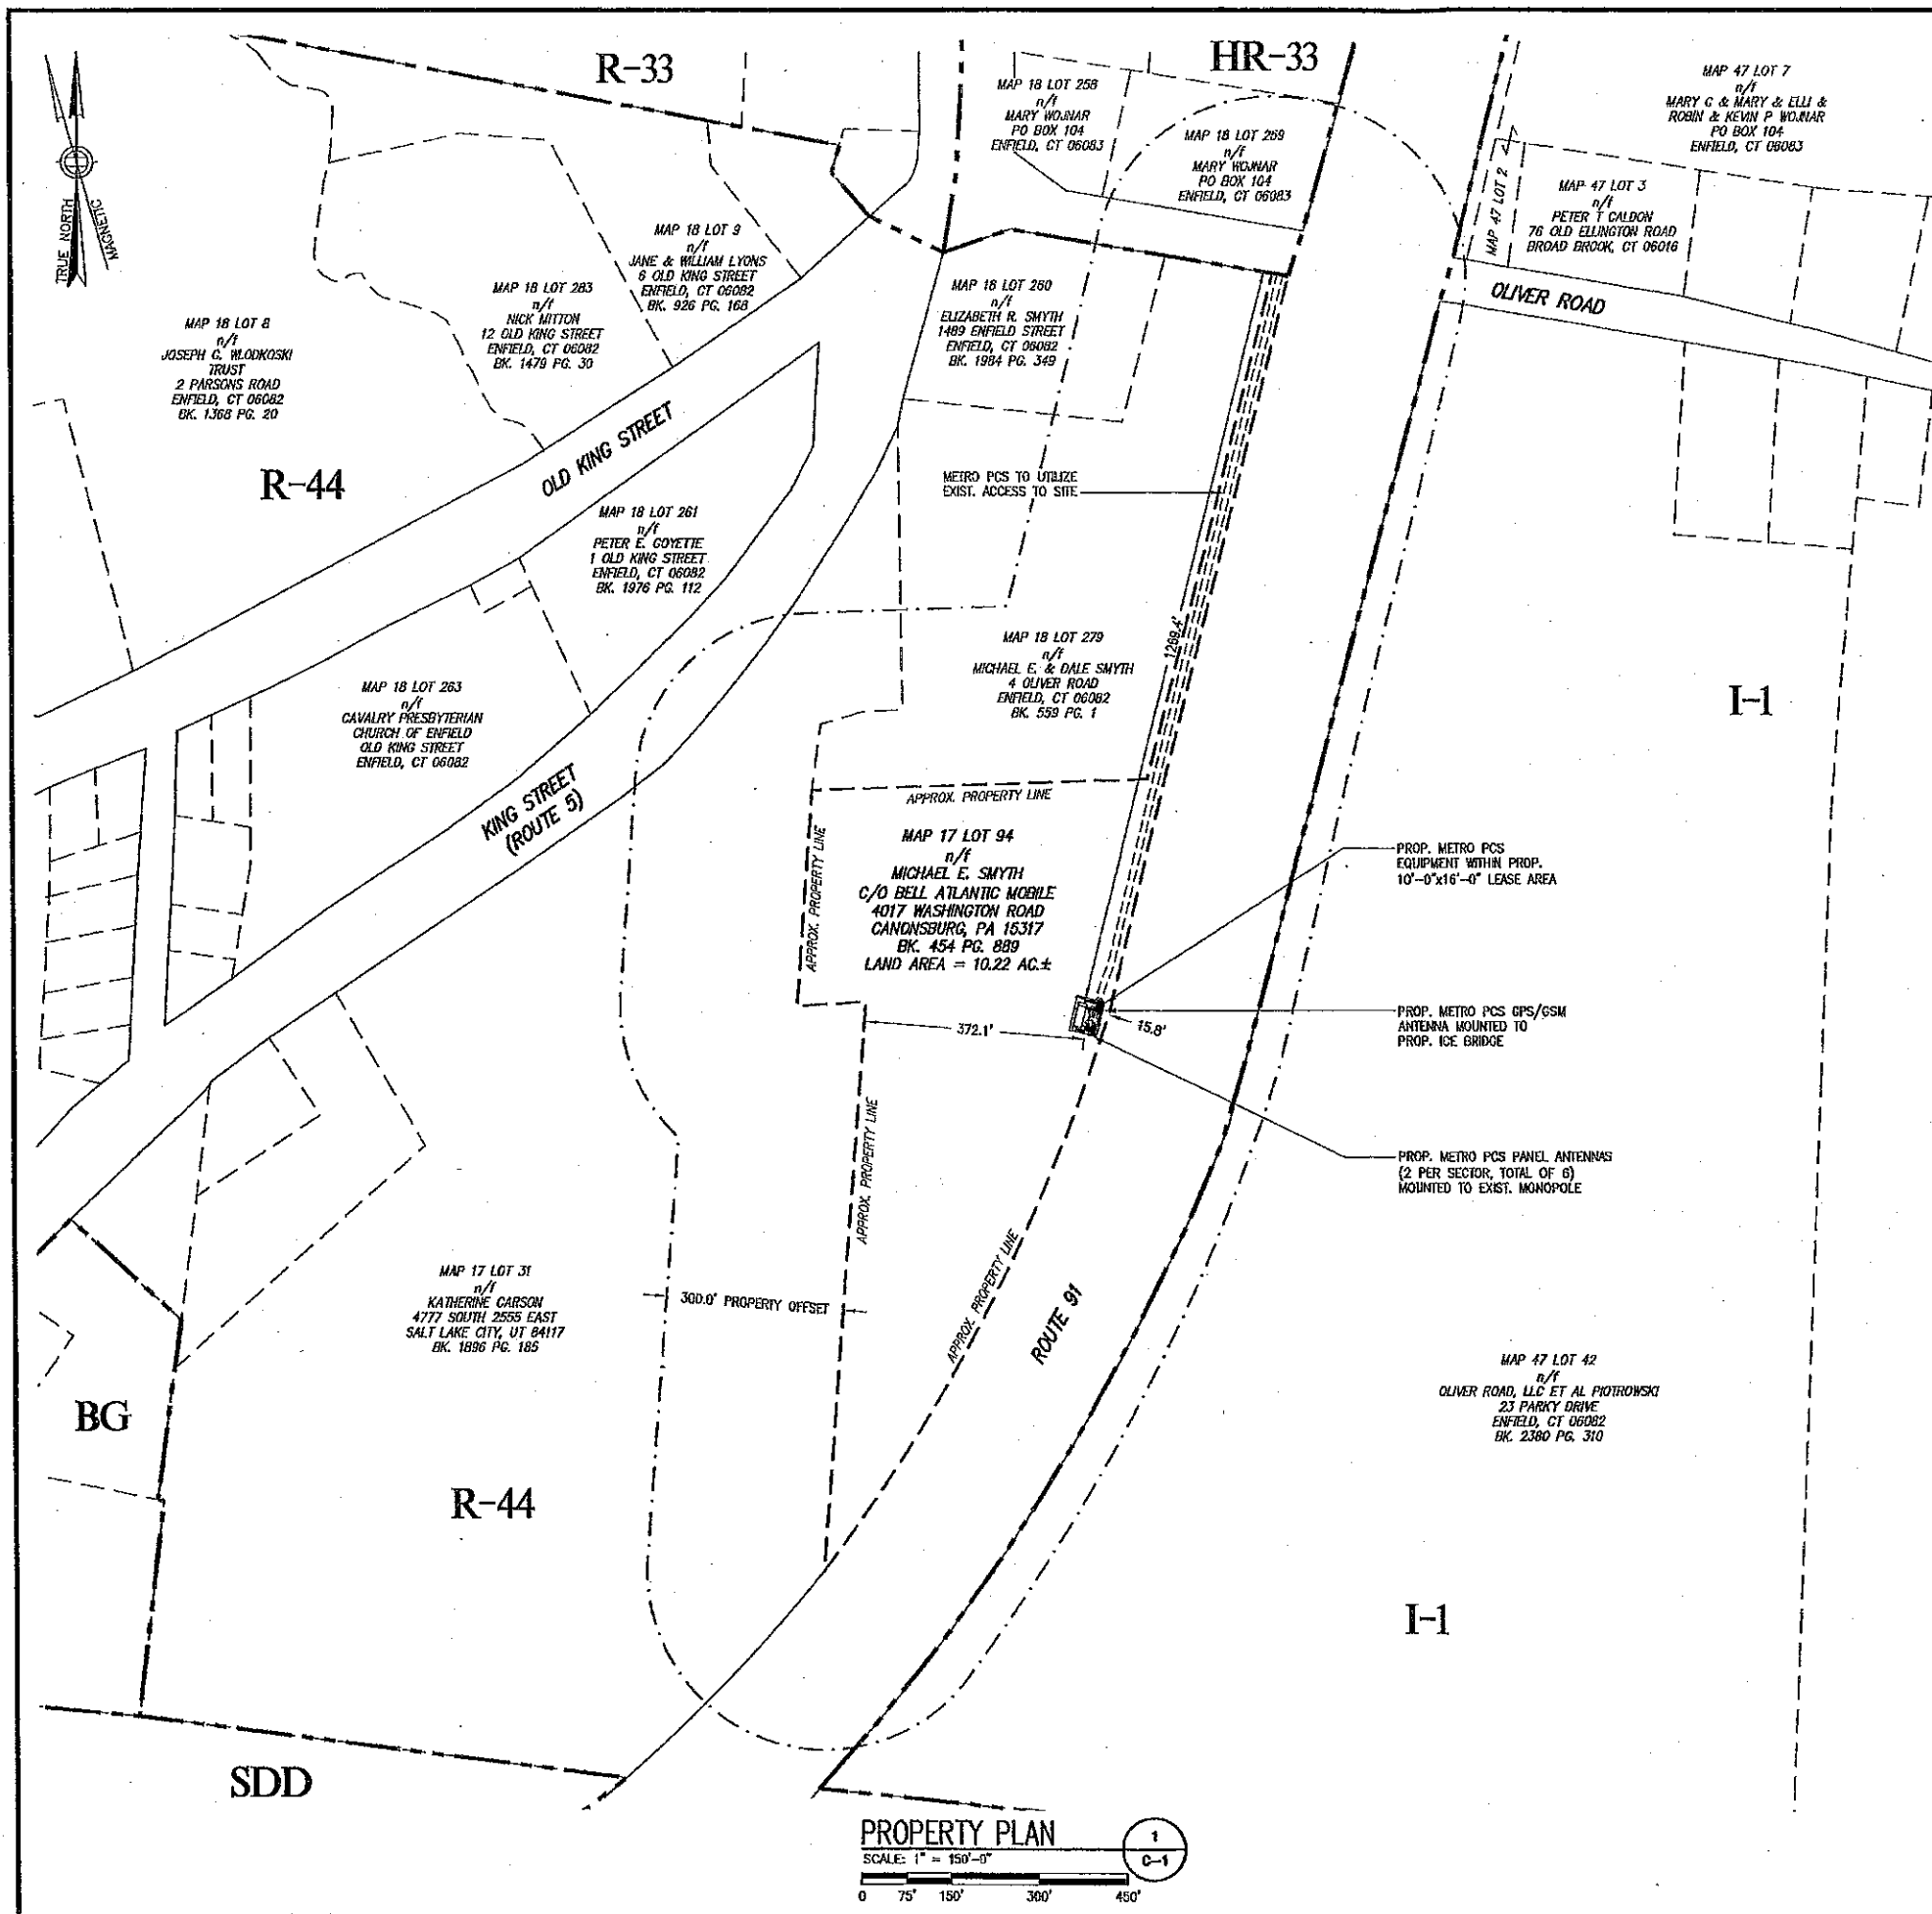 R-33
HR-33
MAP 18 LOT 258
n/f
MARY WOJNAR
PO BOX 104
ENFIELD, CT 06083
MAP 18 LOT 259
n/f
MARY WOJNAR
PO BOX 104
ENFIELD, CT 06083
MAP 47 LOT 7
n/f
MARY C & MARY & ELLI &
ROBIN & KEVIN P WOJNAR
PO BOX 104
ENFIELD, CT 06083
MAP 47 LOT 2
MAP 47 LOT 3
n/f
PETER T CALDON
76 OLD ELLINGTON ROAD
BROAD BROOK, CT 06016
TRUE NORTH
MAGNETIC
MAP 18 LOT 9
n/f
JANE & WILLIAM LYONS
6 OLD KING STREET
ENFIELD, CT 06082
BK. 926 PG. 168
MAP 18 LOT 283
n/f
NICK MITTON
12 OLD KING STREET
ENFIELD, CT 06082
BK. 1479 PG. 30
MAP 18 LOT 8
n/f
JOSEPH C. WLODKOSKI
TRUST
2 PARSONS ROAD
ENFIELD, CT 06082
BK. 1368 PG. 20
MAP 18 LOT 260
n/f
ELIZABETH R. SMYTH
1489 ENFIELD STREET
ENFIELD, CT 06082
BK. 1984 PG. 349
OLIVER ROAD
R-44
OLD KING STREET
METRO PCS TO UTILIZE
EXIST. ACCESS TO SITE
MAP 18 LOT 261
n/f
PETER E. GOYETTE
1 OLD KING STREET
ENFIELD, CT 06082
BK. 1976 PG. 112
MAP 18 LOT 279
n/f
MICHAEL E. & DALE SMYTH
4 OLIVER ROAD
ENFIELD, CT 06082
BK. 559 PG. 1
1269.4'
I-1
MAP 18 LOT 263
n/f
CAVALRY PRESBYTERIAN
CHURCH OF ENFIELD
OLD KING STREET
ENFIELD, CT 06082
KING STREET
(ROUTE 5)
APPROX. PROPERTY LINE
APPROX. PROPERTY LINE
MAP 17 LOT 94
n/f
MICHAEL E. SMYTH
C/O BELL ATLANTIC MOBILE
4017 WASHINGTON ROAD
CANONSBURG, PA 15317
BK. 454 PG. 889
LAND AREA = 10.22 AC.±
PROP. METRO PCS
EQUIPMENT WITHIN PROP.
10'-0"x16'-0" LEASE AREA
372.1'
15.8'
PROP. METRO PCS GPS/GSM
ANTENNA MOUNTED TO
PROP. ICE BRIDGE
APPROX. PROPERTY LINE
PROP. METRO PCS PANEL ANTENNAS
(2 PER SECTOR, TOTAL OF 6)
MOUNTED TO EXIST. MONOPOLE
MAP 17 LOT 31
n/f
KATHERINE CARSON
4777 SOUTH 2555 EAST
SALT LAKE CITY, UT 84117
BK. 1896 PG. 185
300.0' PROPERTY OFFSET
APPROX. PROPERTY LINE
ROUTE 91
MAP 47 LOT 42
n/f
OLIVER ROAD, LLC ET AL PIOTROWSKI
23 PARKY DRIVE
ENFIELD, CT 06082
BK. 2380 PG. 310
BG
R-44
I-1
SDD
PROPERTY PLAN
SCALE: 1" = 150'-0"
1
C-1
0 75' 150' 300' 450'